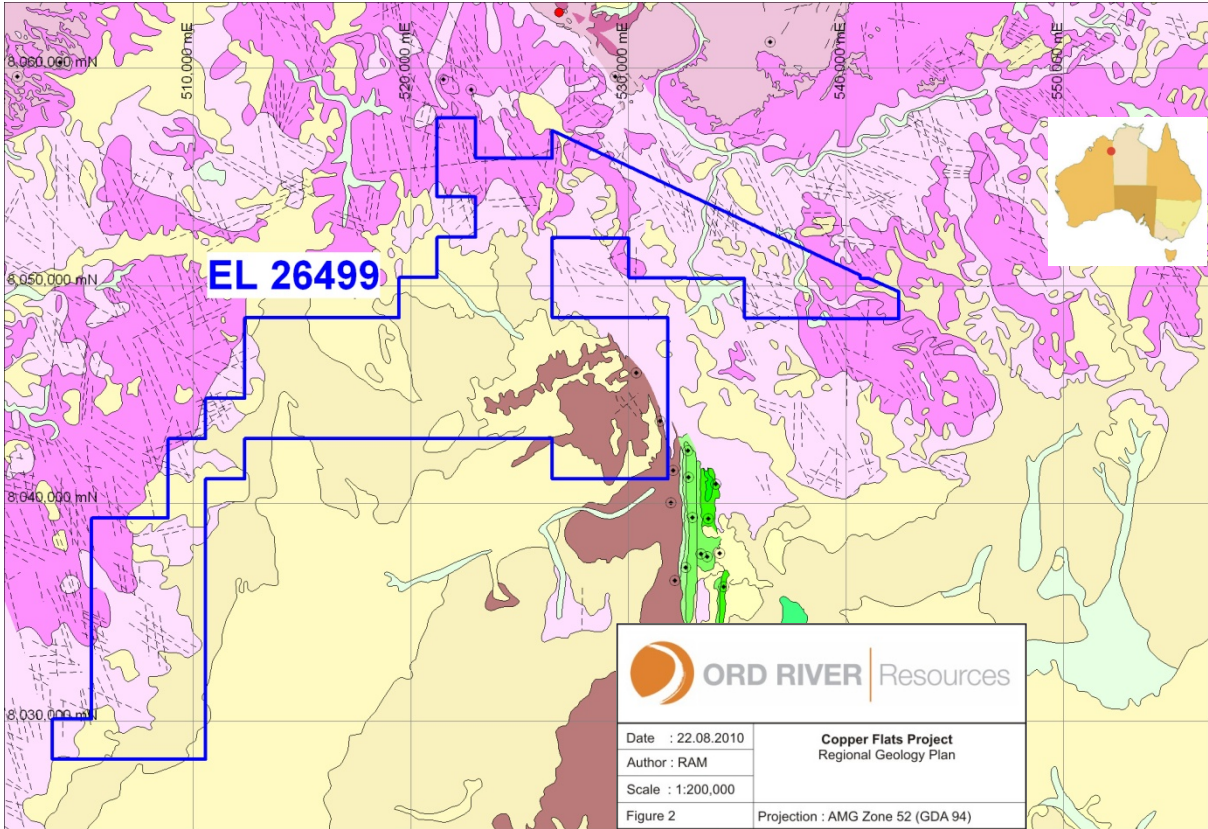 510,000 mE
520,000 mE
530,000 mE
540,000 mE
550,000 mE
8,060,000 mN
8,050,000 mN
EL 26499
8,040,000 mN
8,030,000 mN
ORD RIVER Resources
Date : 22.08.2010
Author : RAM
Scale : 1:200,000
Figure 2
Copper Flats Project
Regional Geology Plan
Projection : AMG Zone 52 (GDA 94)